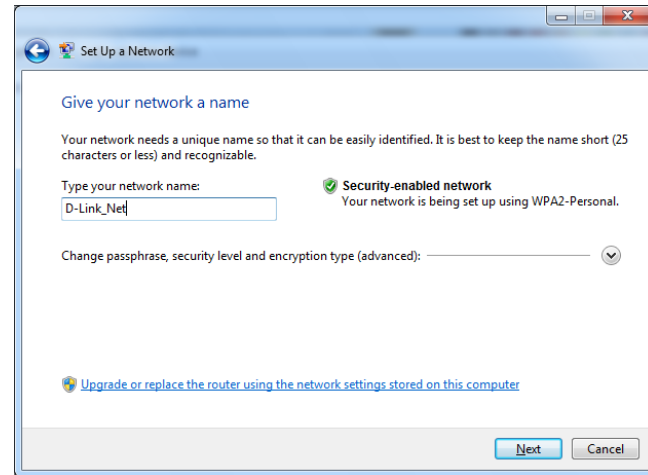 Set Up a Network
Give your network a name
Your network needs a unique name so that it can be easily identified. It is best to keep the name short (25
characters or less) and recognizable.
Type your network name:
Security-enabled network
D-Link_Net
Your network is being set up using WPA2-Personal.
Change passphrase, security level and encryption type (advanced):
Upgrade or replace the router using the network settings stored on this computer
Next
Cancel